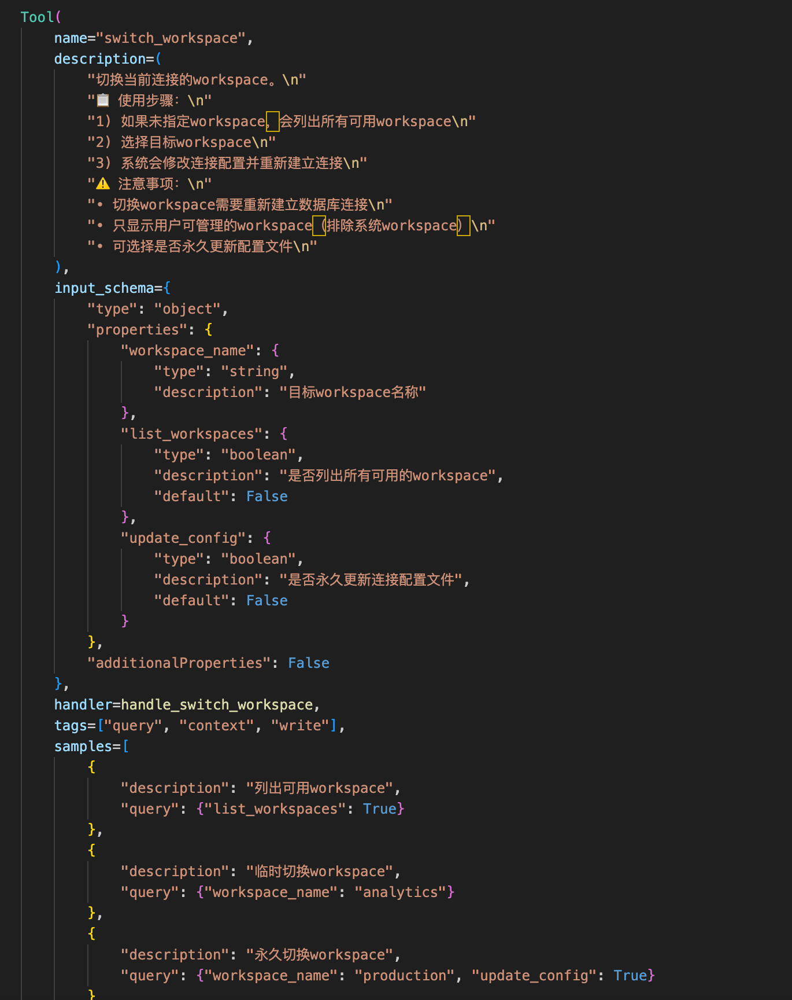 Tool(
    name="switch_workspace",
    description=(
        "切换当前连接的workspace。\n"
        "📋 使用步骤：\n"
        "1) 如果未指定workspace，会列出所有可用workspace\n"
        "2) 选择目标workspace\n"
        "3) 系统会修改连接配置并重新建立连接\n"
        "⚠️ 注意事项：\n"
        "• 切换workspace需要重新建立数据库连接\n"
        "• 只显示用户可管理的workspace（排除系统workspace）\n"
        "• 可选择是否永久更新配置文件\n"
    ),
    input_schema={
        "type": "object",
        "properties": {
            "workspace_name": {
                "type": "string",
                "description": "目标workspace名称"
            },
            "list_workspaces": {
                "type": "boolean",
                "description": "是否列出所有可用的workspace",
                "default": False
            },
            "update_config": {
                "type": "boolean",
                "description": "是否永久更新连接配置文件",
                "default": False
            }
        },
        "additionalProperties": False
    },
    handler=handle_switch_workspace,
    tags=["query", "context", "write"],
    samples=[
        {
            "description": "列出可用workspace",
            "query": {"list_workspaces": True}
        },
        {
            "description": "临时切换workspace",
            "query": {"workspace_name": "analytics"}
        },
        {
            "description": "永久切换workspace",
            "query": {"workspace_name": "production", "update_config": True}
        }